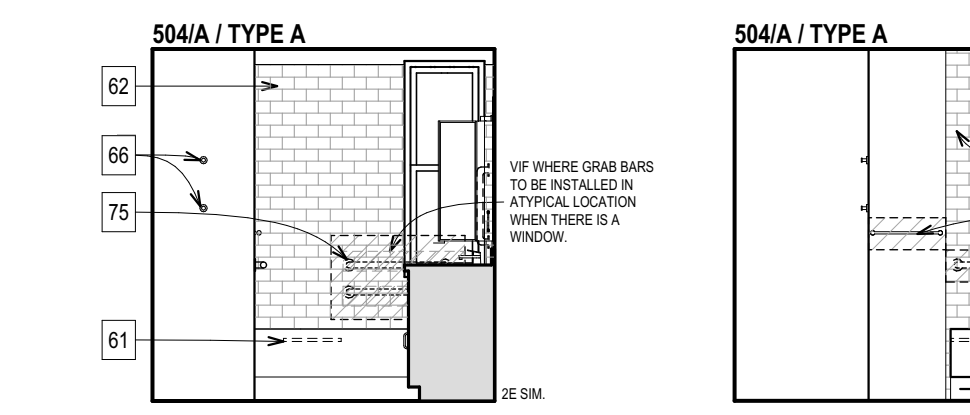 504/A / TYPE A
504/A / TYPE A
62
66
75
61
VIF WHERE GRAB BARS
TO BE INSTALLED IN
ATYPICAL LOCATION
WHEN THERE IS A
WINDOW.
2E SIM.